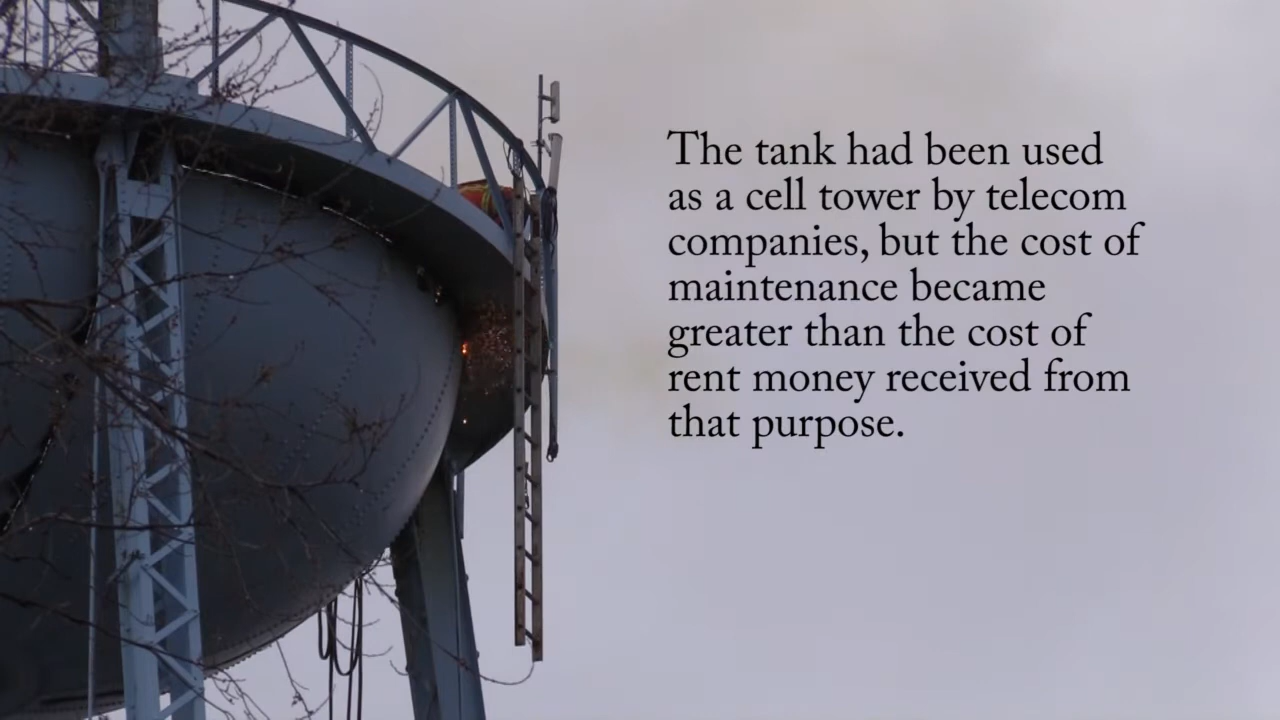 The tank had been used
as a cell tower by telecom
companies, but the cost of
maintenance became
greater than the cost of
rent money received from
that purpose.